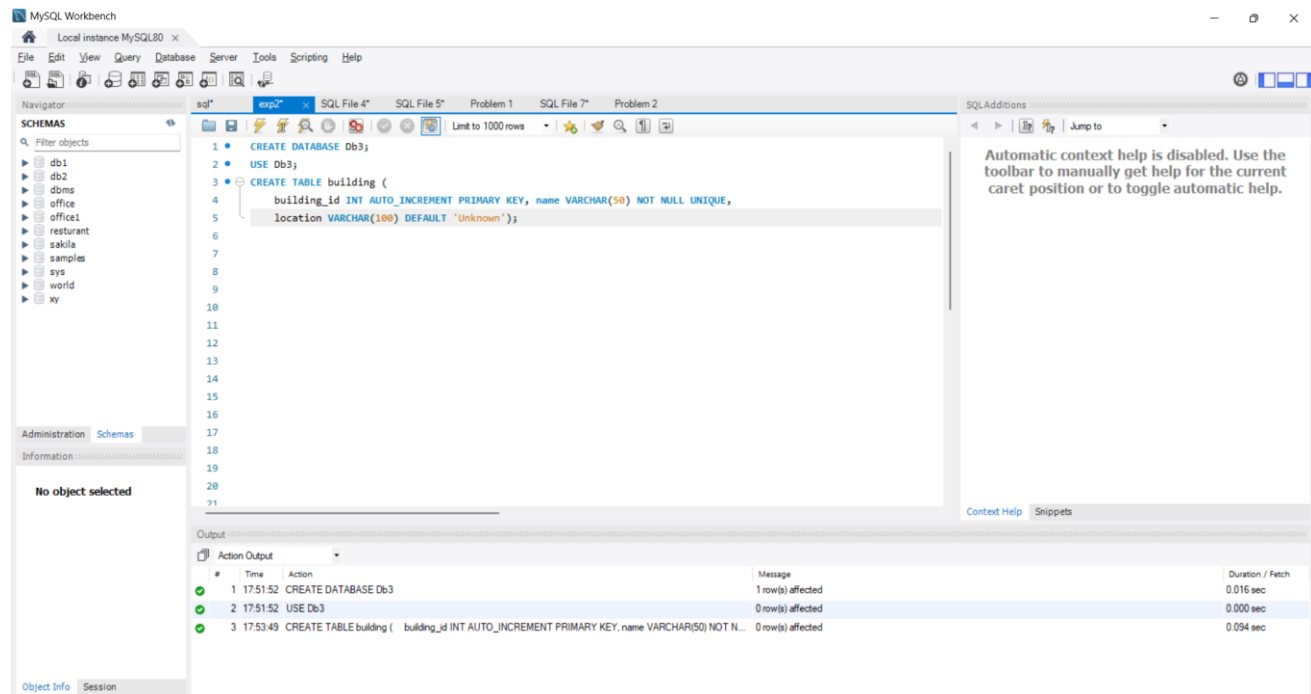 MySQL Workbench
Local instance MySQL80
File Edit View Query Database Server Tools Scripting Help
Navigator
SCHEMAS
Filter objects
db1
db2
dbms
office
office1
resturant
sakila
samples
sys
world
xy
Administration Schemas
Information
No object selected
Object Info Session
sql* exp2* SQL File 4* SQL File 5* Problem 1 SQL File 7* Problem 2
Limit to 1000 rows
1 CREATE DATABASE Db3;
2 USE Db3;
3 CREATE TABLE building (
4 building_id INT AUTO_INCREMENT PRIMARY KEY, name VARCHAR(50) NOT NULL UNIQUE,
5 location VARCHAR(100) DEFAULT 'Unknown');
6
7
8
9
10
11
12
13
14
15
16
17
18
19
20
21
SQLAdditions
Jump to
Automatic context help is disabled. Use the
toolbar to manually get help for the current
caret position or to toggle automatic help.
Context Help Snippets
Output
Action Output
# Time Action Message Duration / Fetch
1 17:51:52 CREATE DATABASE Db3 1 row(s) affected 0.016 sec
2 17:51:52 USE Db3 0 row(s) affected 0.000 sec
3 17:53:49 CREATE TABLE building ( building_id INT AUTO_INCREMENT PRIMARY KEY, name VARCHAR(50) NOT N... 0 row(s) affected 0.094 sec